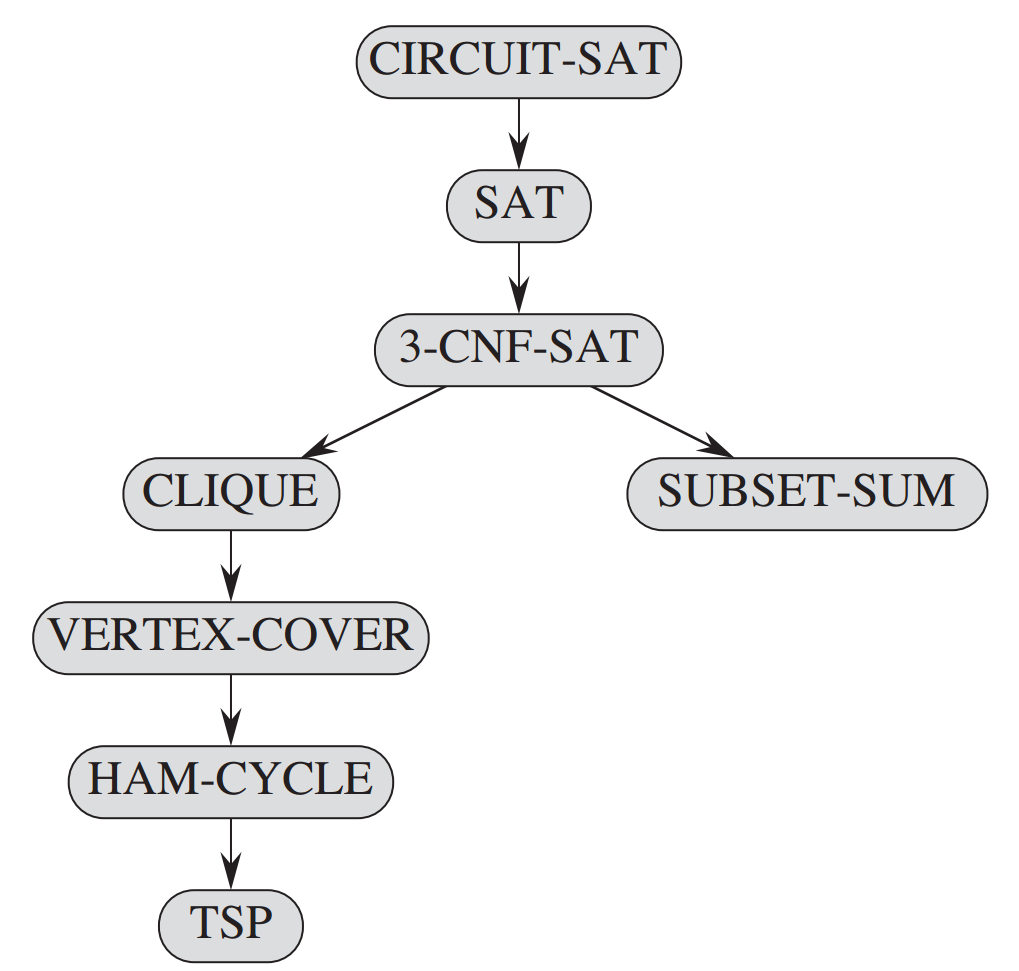 CIRCUIT-SAT
SAT
3-CNF-SAT
CLIQUE
SUBSET-SUM
VERTEX-COVER
HAM-CYCLE
TSP